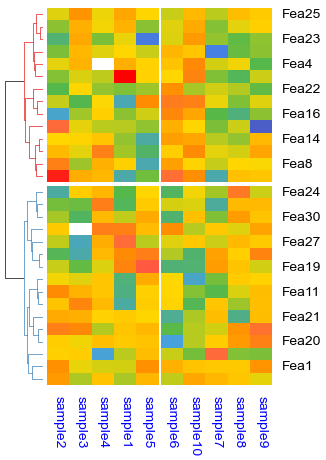 Fea25
Fea23
Fea4
Fea22
Fea16
Fea14
Fea8
Fea24
Fea30
Fea27
Fea19
Fea11
Fea21
Fea20
Fea1
sample2
sample3
sample4
sample1
sample5
sample6
sample10
sample7
sample8
sample9